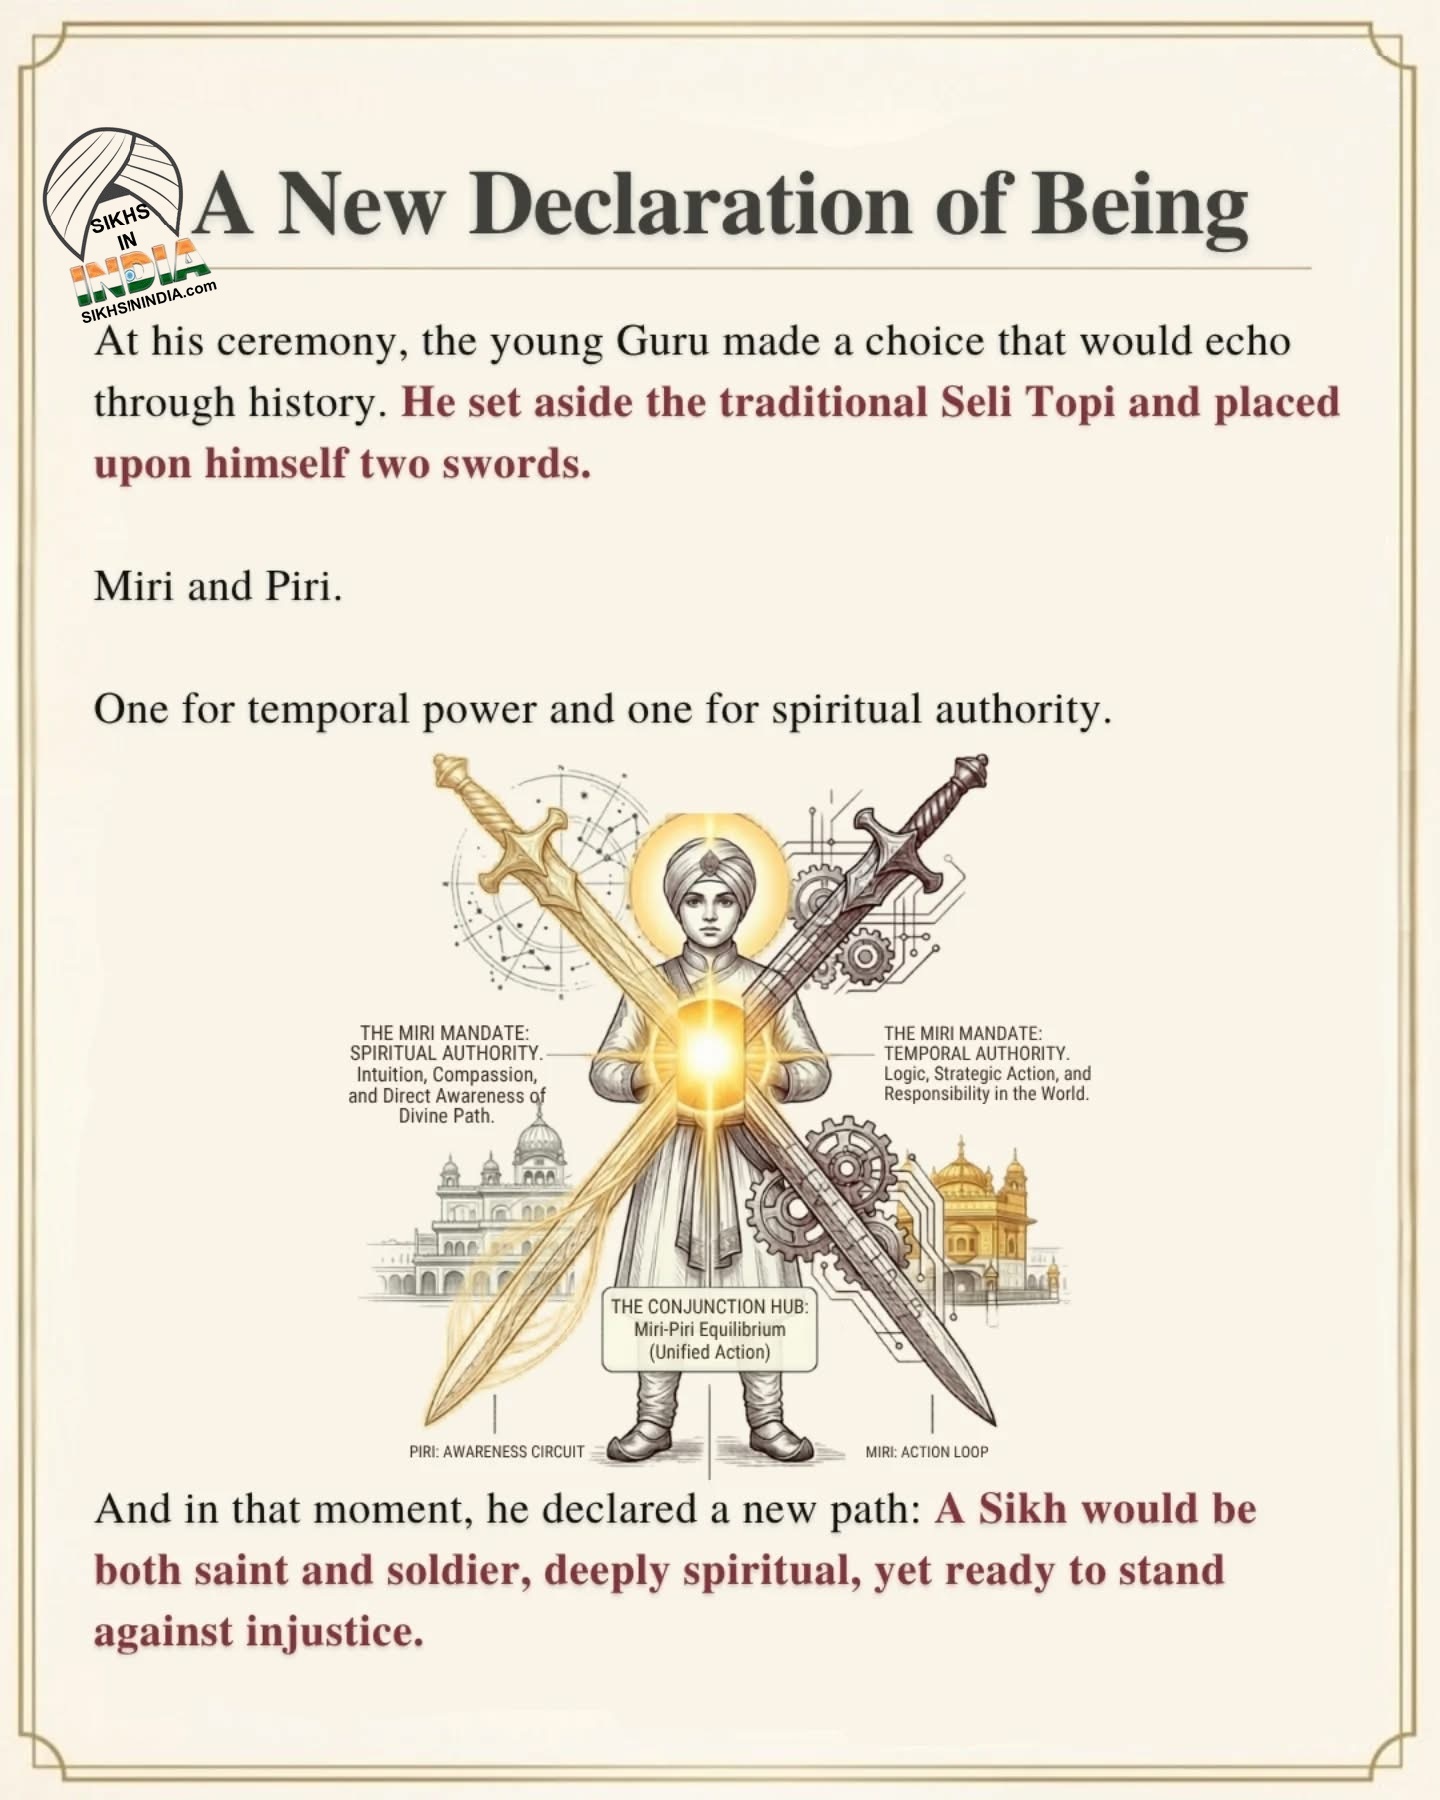 SIKHS
IN
INDIA
SIKHSININDIA.com
A New Declaration of Being
At his ceremony, the young Guru made a choice that would echo
through history. He set aside the traditional Seli Topi and placed
upon himself two swords.
Miri and Piri.
One for temporal power and one for spiritual authority.
THE MIRI MANDATE:
SPIRITUAL AUTHORITY.
Intuition, Compassion,
and Direct Awareness of
Divine Path.
THE MIRI MANDATE:
TEMPORAL AUTHORITY.
Logic, Strategic Action, and
Responsibility in the World.
THE CONJUNCTION HUB:
Miri-Piri Equilibrium
(Unified Action)
PIRI: AWARENESS CIRCUIT
MIRI: ACTION LOOP
And in that moment, he declared a new path: A Sikh would be
both saint and soldier, deeply spiritual, yet ready to stand
against injustice.